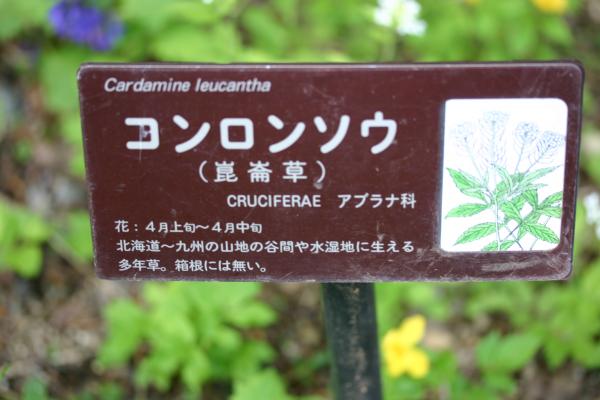 Cardamine leucantha
コンロンソウ
（崑崙草）
CRUCIFERAE アブラナ科
花：４月上旬～４月中旬
北海道～九州の山地の谷間や水湿地に生える
多年草。箱根には無い。